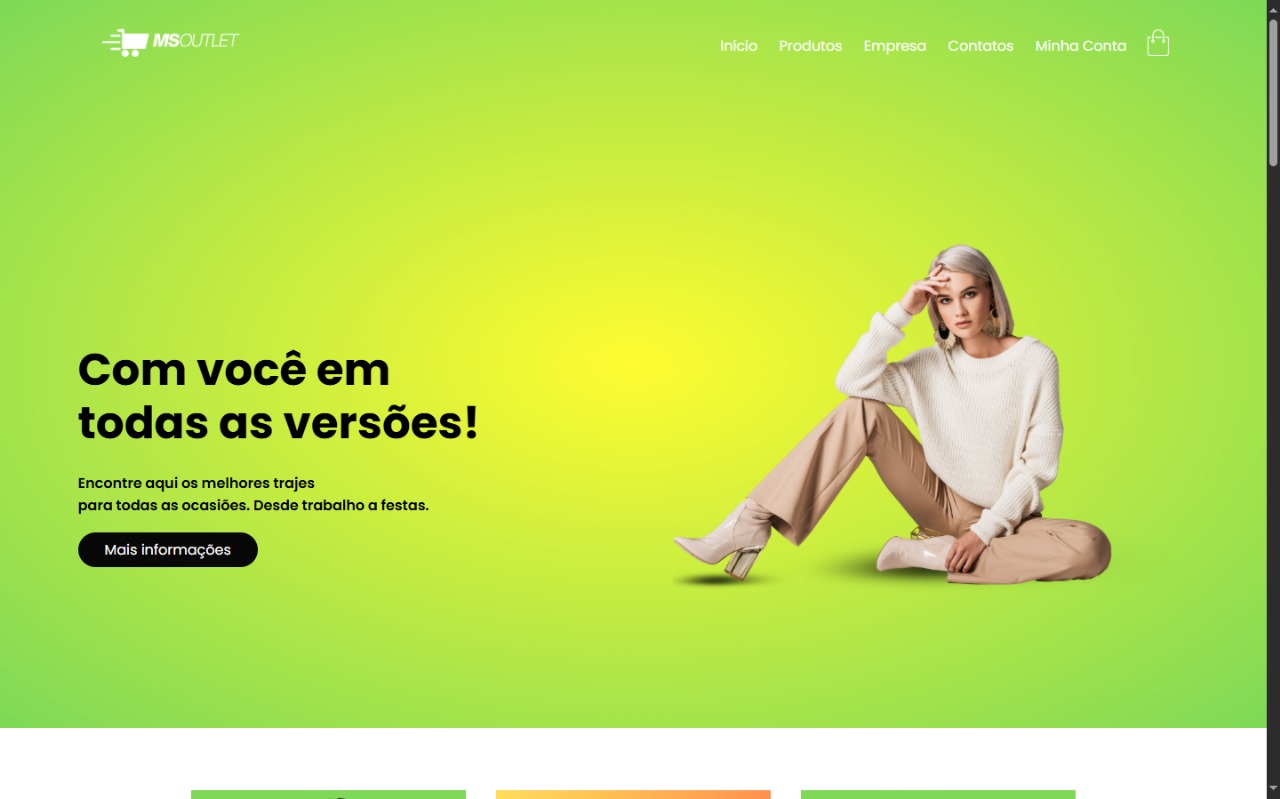 MSOUTLET
Início Produtos Empresa Contatos Minha Conta
Com você em
todas as versões!
Encontre aqui os melhores trajes
para todas as ocasiões. Desde trabalho a festas.
Mais informações